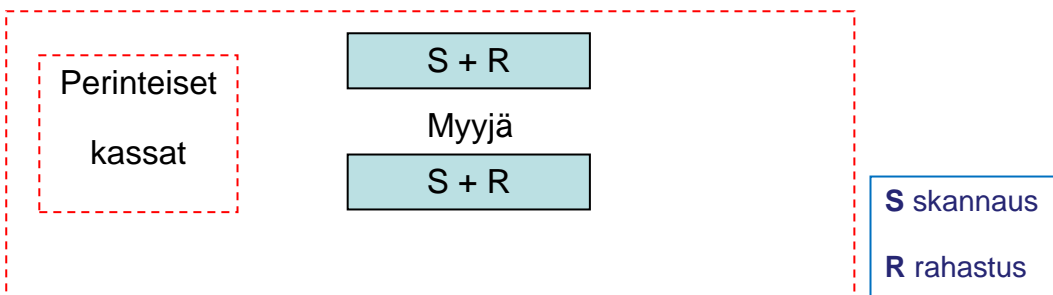 Perinteiset
kassat
S + R
Myyjä
S + R
S skannaus
R rahastus